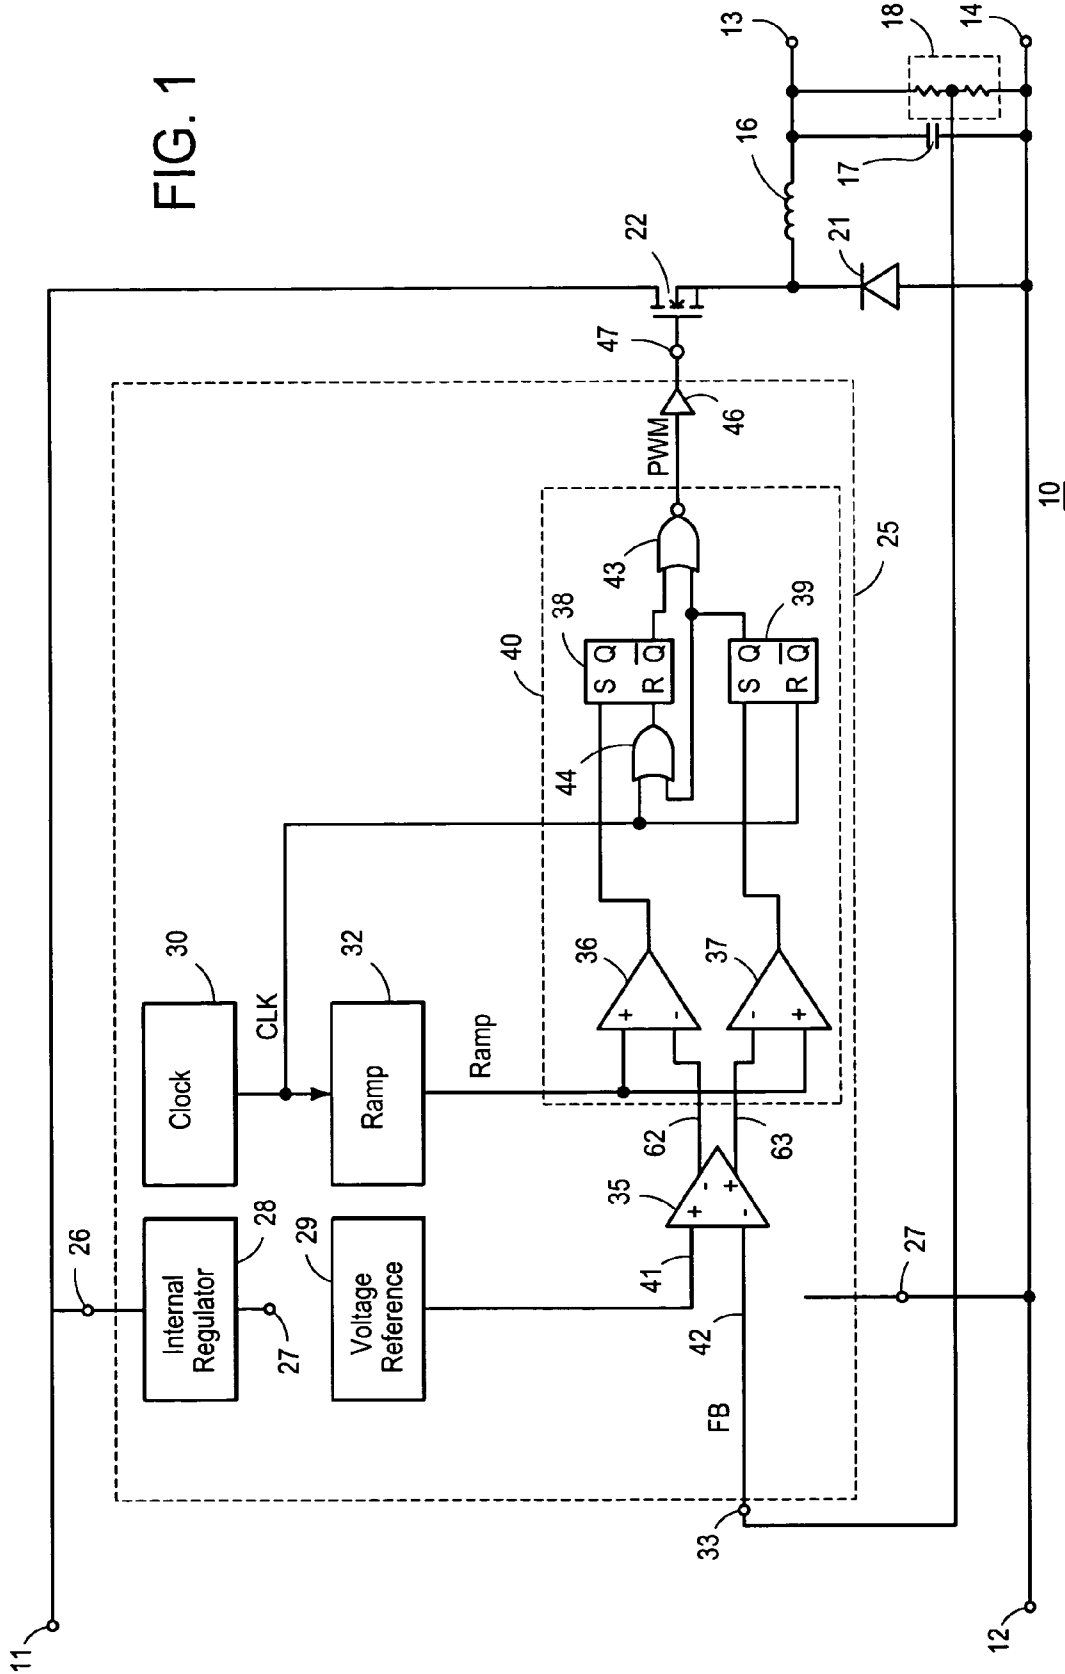 FIG. 1
11
26
Internal
Regulator
28
27
Clock
30
CLK
Voltage
Reference
29
Ramp
32
Ramp
40
36
+
-
38
S Q
R Q
44
43
PWM
46
47
22
16
13
41
35
+
-
-
+
62
63
37
-
+
39
S Q
R Q
25
21
17
18
14
FB
42
33
27
12
10